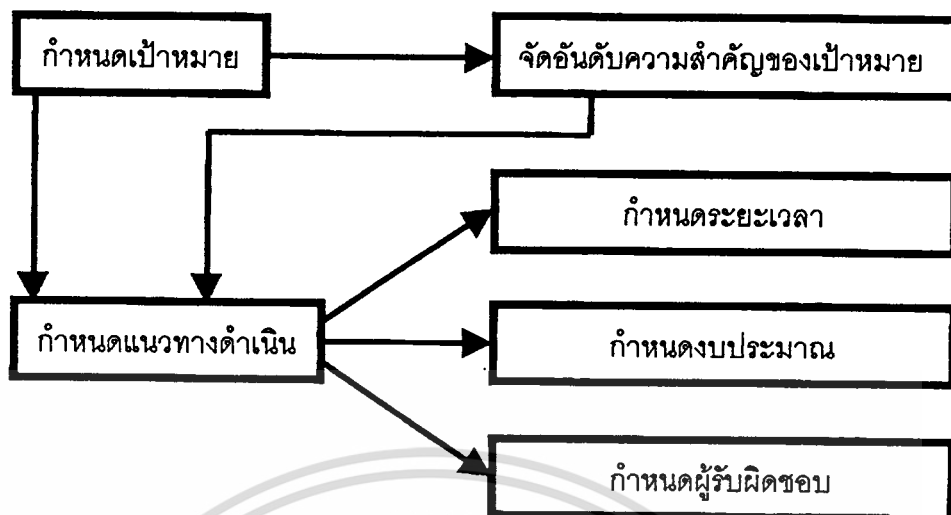 กำหนดเป้าหมาย
จัดอันดับความสำคัญของเป้าหมาย
กำหนดระยะเวลา
กำหนดแนวทางดำเนิน
กำหนดงบประมาณ
กำหนดผู้รับผิดชอบ